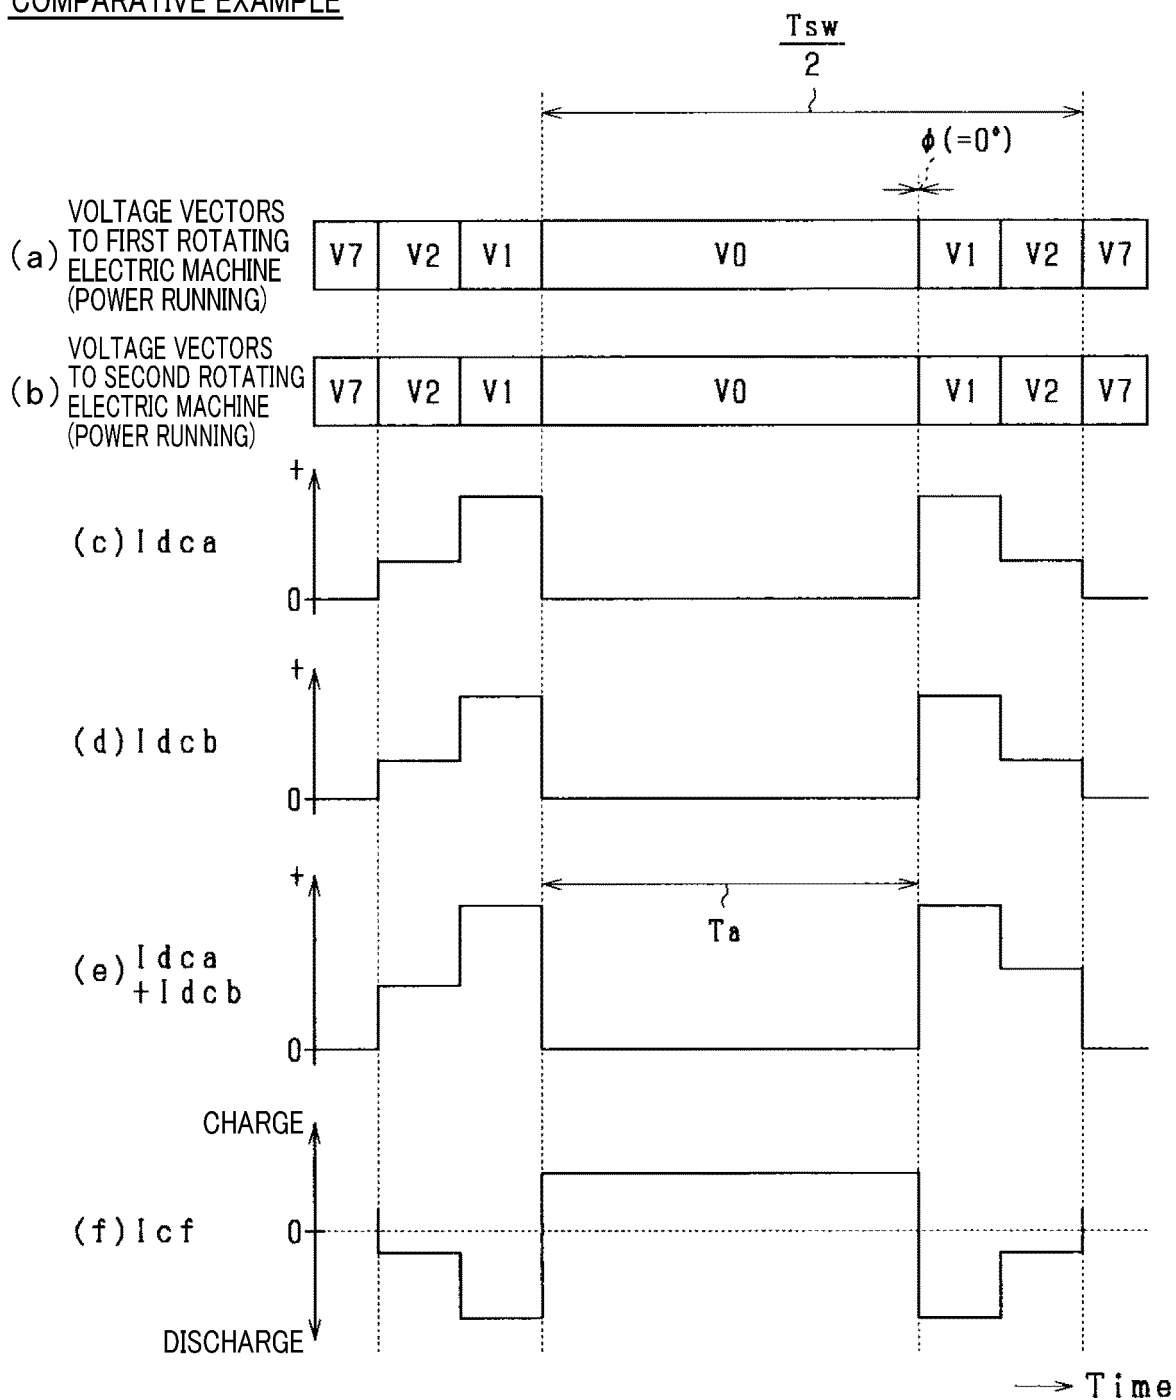 COMPARATIVE EXAMPLE
Tsw
2
ϕ(=0°)
(a) VOLTAGE VECTORS
TO FIRST ROTATING
ELECTRIC MACHINE
(POWER RUNNING)
V7 V2 V1 V0 V1 V2 V7
(b) VOLTAGE VECTORS
TO SECOND ROTATING
ELECTRIC MACHINE
(POWER RUNNING)
V7 V2 V1 V0 V1 V2 V7
+
(c) Idca
0
+
(d) Idcb
0
+
Ta
(e) Idca
+Idcb
0
CHARGE
(f) Icf
0
DISCHARGE
Time